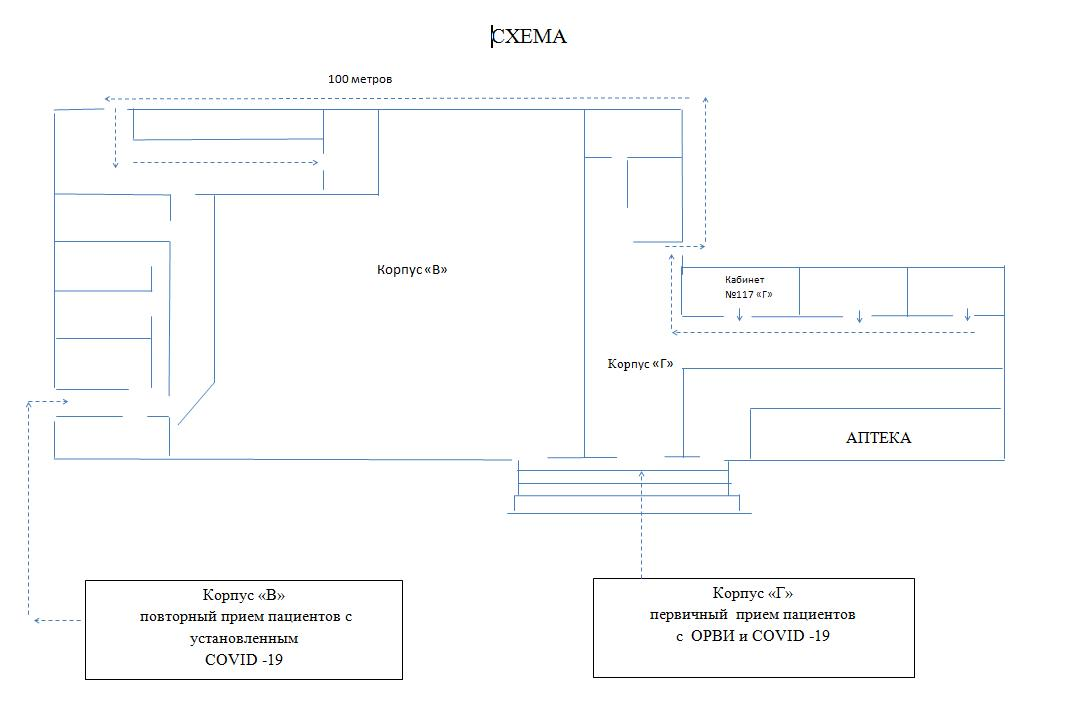 СХЕМА
100 метров
Корпус «В»
Кабинет
№117 «Г»
Корпус «Г»
АПТЕКА
Корпус «В»
повторный прием пациентов с
установленным
COVID -19
Корпус «Г»
первичный прием пациентов
с ОРВИ и COVID -19